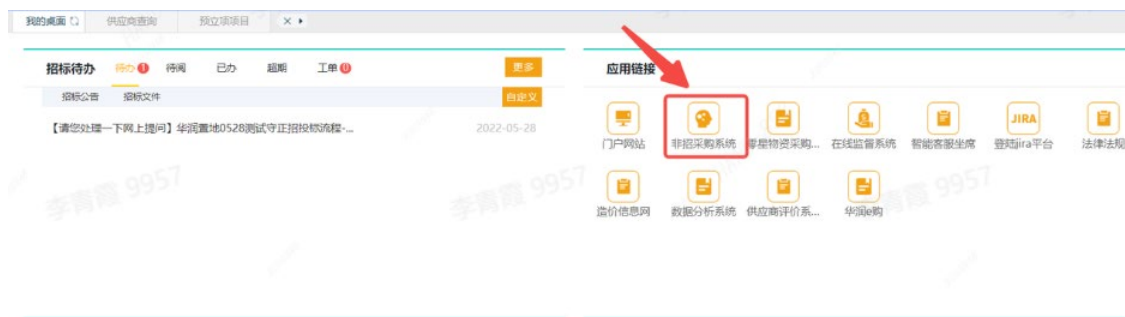 我的桌面 供应商查询 预立项项目
招标待办 待办 1 待阅 已办 超期 工单 0 更多
招标公告 招标文件 自定义
【请您处理一下网上提问】华润置地0528测试守正招投标流程-... 2022-05-28
应用链接
JIRA
门户网站 非招采购系统 零星物资采购... 在线监督系统 智能客服坐席 登陆jira平台 法律法规
造价信息网 数据分析系统 供应商评价系... 华润e购
李青霞 9957 李青霞 9957 李青霞 9957